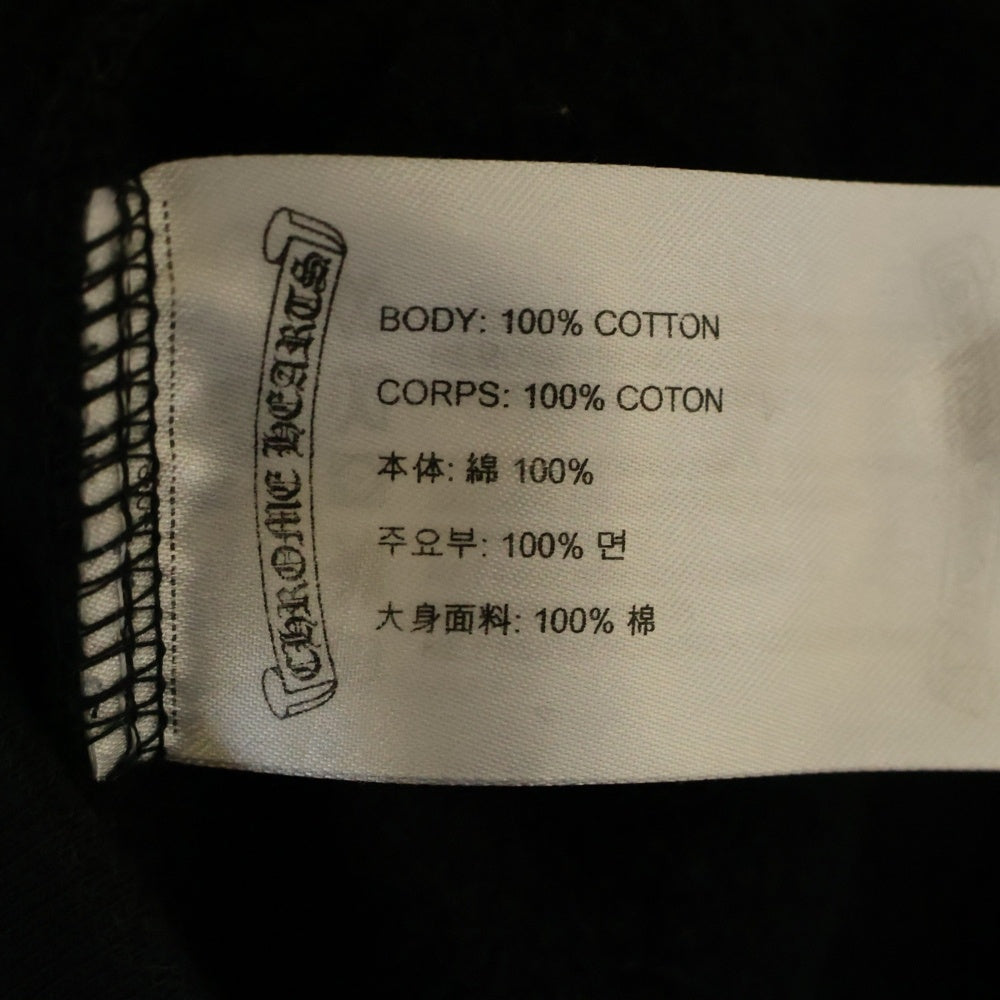 CHROME HEARTS
BODY: 100% COTTON
CORPS: 100% COTON
本体: 綿 100%
주요부: 100% 면
大身面料: 100% 棉